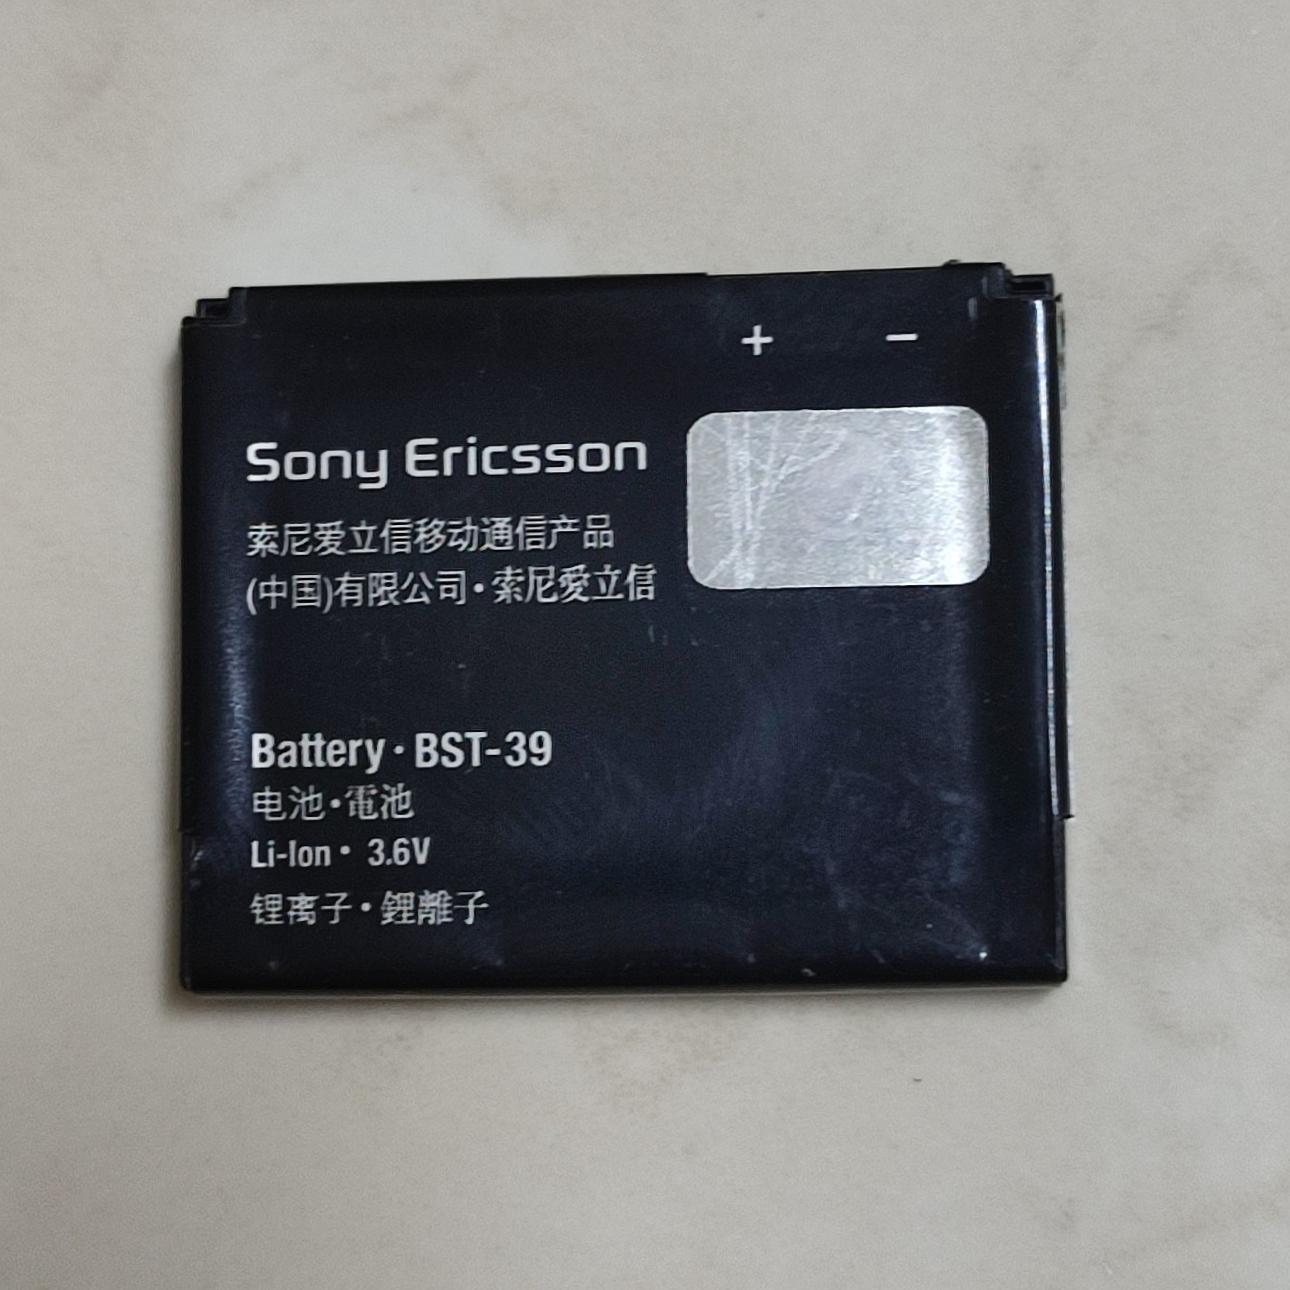 + −
Sony Ericsson
索尼爱立信移动通信产品
(中国)有限公司·索尼愛立信
Battery · BST-39
电池·電池
Li-Ion · 3.6V
锂离子·鋰離子